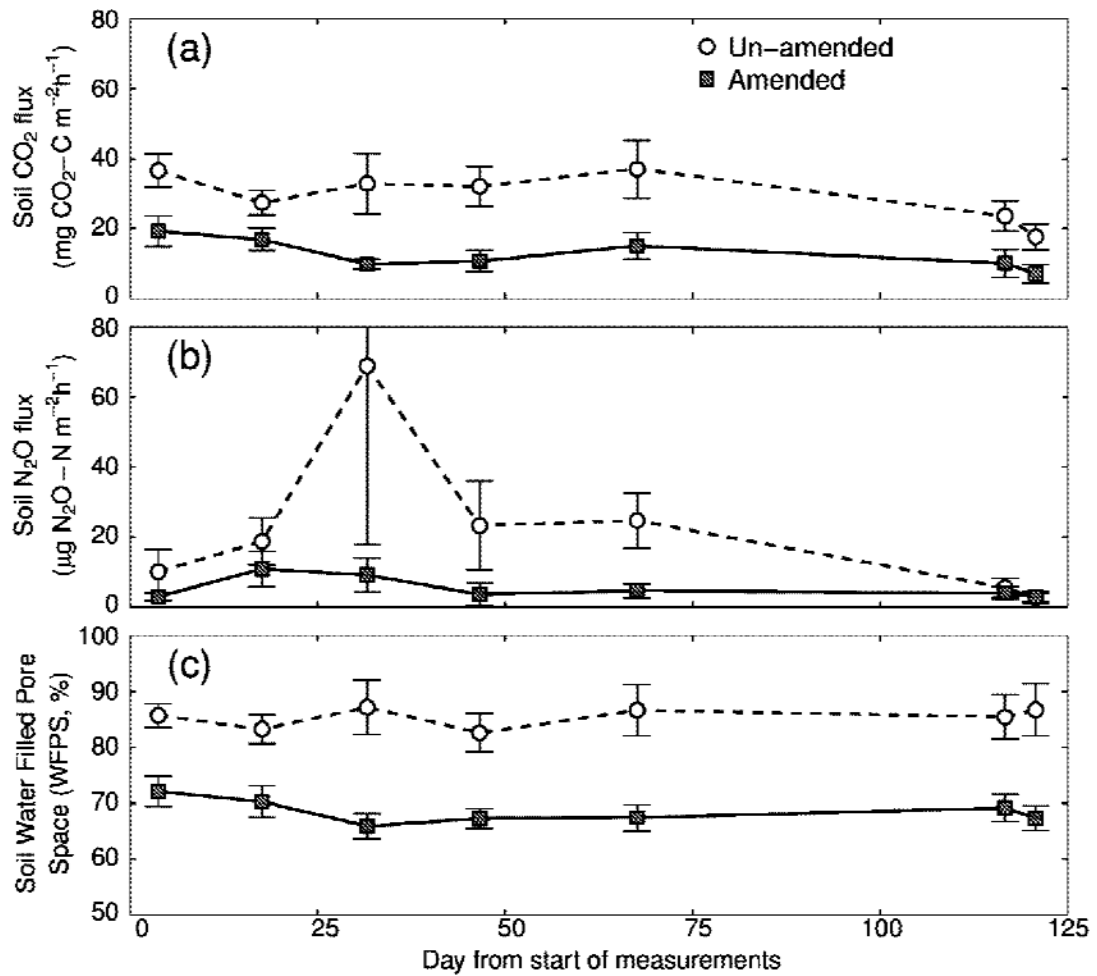 80
(a)
Un-amended
Amended
60
40
20
0
Soil CO₂ flux
(mg CO₂-C m⁻²h⁻¹)
80
(b)
60
40
20
0
Soil N₂O flux
(µg N₂O-N m⁻²h⁻¹)
100
(c)
90
80
70
60
50
Soil Water Filled Pore
Space (WFPS, %)
0 25 50 75 100 125
Day from start of measurements